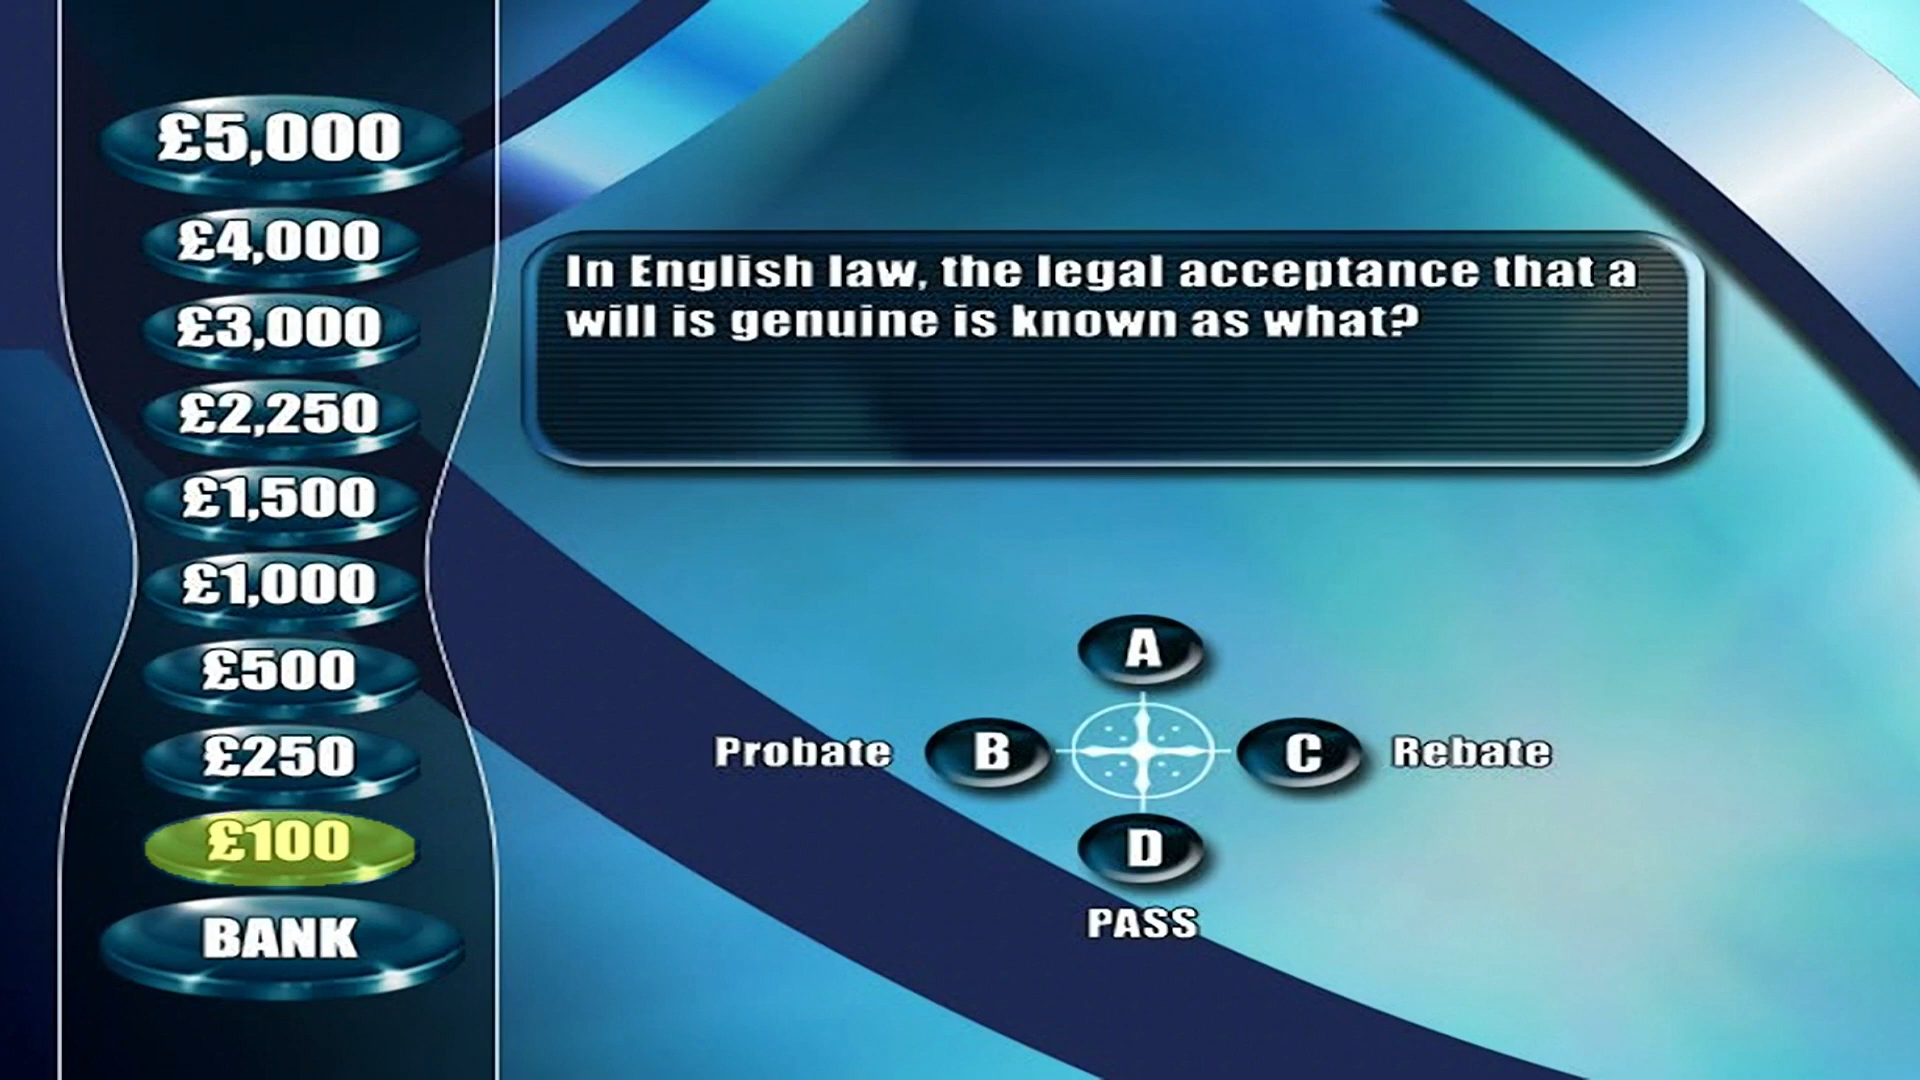 £5,000
£4,000
£3,000
£2,250
£1,500
£1,000
£500
£250
£100
BANK
In English law, the legal acceptance that a
will is genuine is known as what?
A
Probate B C Rebate
D
PASS